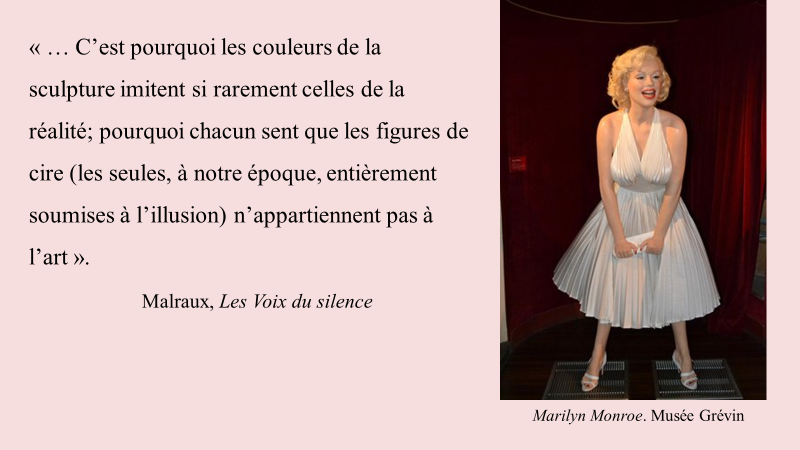 « … C’est pourquoi les couleurs de la
sculpture imitent si rarement celles de la
réalité; pourquoi chacun sent que les figures de
cire (les seules, à notre époque, entièrement
soumises à l’illusion) n’appartiennent pas à
l’art ».
Malraux, Les Voix du silence
Marilyn Monroe. Musée Grévin